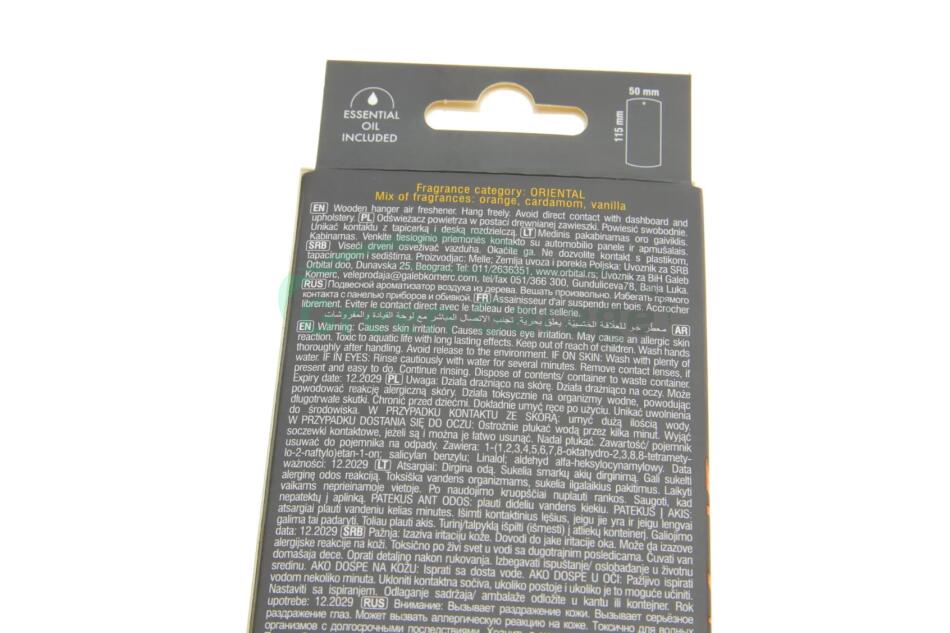 ESSENTIAL
OIL
INCLUDED
50 mm
115 mm
Fragrance category: ORIENTAL
Mix of fragrances: orange, cardamom, vanilla
EN Wooden hanger air freshener. Hang freely. Avoid direct contact with dashboard and
upholstery. PL Odświeżacz powietrza w postaci drewnianej zawieszki. Powiesić swobodnie.
Unikać kontaktu z tapicerką i deską rozdzielczą. LT Medinis pakabinamas oro gaiviklis.
Kabinamas. Venkite tiesioginio priemonės kontakto su automobilio panele ir apmušalais.
SRB Viseći drveni osveživač vazduha. Okačite ga. Ne dozvolite kontakt s plastikom,
tapacirungom i sedištima. Proizvodjac: Melle; Zemlja uvoza i porekla Poljska; Uvoznik za SRB
Orbital doo, Dunavska 25, Beograd; Tel: 011/2636351, www.orbital.rs; Uvoznik za BiH Galeb
Komerc, veleprodaja@galebkomerc.com, tel/fax 051/366 300, Gunduliceva78, Banja Luka.
RUS Подвесной ароматизатор воздуха из дерева. Вешать произвольно. Избегать прямого
контакта с панелью приборов и обивкой. FR Assainisseur d'air suspendu en bois. Accrocher
librement. Eviter le contact direct avec le tableau de bord et sellerie.
AR معطر جو للعلاقة الخشبية. يعلق بحرية. تجنب الاتصال المباشر مع لوحة القيادة والمفروشات
EN Warning: Causes skin irritation. Causes serious eye irritation. May cause an allergic skin
reaction. Toxic to aquatic life with long lasting effects. Keep out of reach of children. Wash hands
thoroughly after handling. Avoid release to the environment. IF ON SKIN: Wash with plenty of
water. IF IN EYES: Rinse cautiously with water for several minutes. Remove contact lenses, if
present and easy to do. Continue rinsing. Dispose of contents/ container to waste container.
Expiry date: 12.2029 PL Uwaga: Działa drażniąco na skórę. Działa drażniąco na oczy. Może
powodować reakcję alergiczną skóry. Działa toksycznie na organizmy wodne, powodując
długotrwałe skutki. Chronić przed dziećmi. Dokładnie umyć ręce po użyciu. Unikać uwolnienia
do środowiska. W PRZYPADKU KONTAKTU ZE SKÓRĄ: umyć dużą ilością wody.
W PRZYPADKU DOSTANIA SIĘ DO OCZU: Ostrożnie płukać wodą przez kilka minut. Wyjąć
soczewki kontaktowe, jeżeli są i można je łatwo usunąć. Nadal płukać. Zawartość/ pojemnik
usuwać do pojemnika na odpady. Zawiera: 1-(1,2,3,4,5,6,7,8-oktahydro-2,3,8,8-tetramety-
lo-2-naftylo)etan-1-on; salicylan benzylu; Linalol; aldehyd alfa-heksylocynamylowy. Data
ważności: 12.2029 LT Atsargiai: Dirgina odą. Sukelia smarkų akių dirginimą. Gali sukelti
alerginę odos reakciją. Toksiška vandens organizmams, sukelia ilgalaikius pakitimus. Laikyti
vaikams neprieinamoje vietoje. Po naudojimo kruopščiai nuplauti rankos. Saugoti, kad
nepatektų į aplinką. PATEKUS ANT ODOS: plauti dideliu vandens kiekiu. PATEKUS Į AKIS:
atsargiai plauti vandeniu kelias minutes. Išimti kontaktinius lęšius, jeigu jie yra ir jeigu lengvai
galima tai padaryti. Toliau plauti akis. Turinį/talpyklą išpilti (išmesti) į atliekų konteinerį. Galiojimo
data: 12.2029 SRB Pažnja: Izaziva iritaciju kože. Dovodi do jake iritacije oka. Može da izazove
alergijske reakcije na koži. Toksično po živi svet u vodi sa dugotrajnim posledicama. Čuvati van
domašaja dece. Oprati detaljno nakon rukovanja. Izbegavati ispuštanje/ oslobađanje u životnu
sredinu. AKO DOSPE NA KOŽU: Isprati sa dosta vode. AKO DOSPE U OČI: Pažljivo ispirati
vodom nekoliko minuta. Ukloniti kontaktna sočiva, ukoliko postoje i ukoliko je to moguće učiniti.
Nastaviti sa ispiranjem. Odlaganje sadržaja/ ambalaže odložite u kantu ili kontejner. Rok
upotrebe: 12.2029 RUS Внимание: Вызывает раздражение кожи. Вызывает серьезное
раздражение глаз. Может вызвать аллергическую реакцию на коже. Токсично для водных
организмов с долгосрочными последствиями.